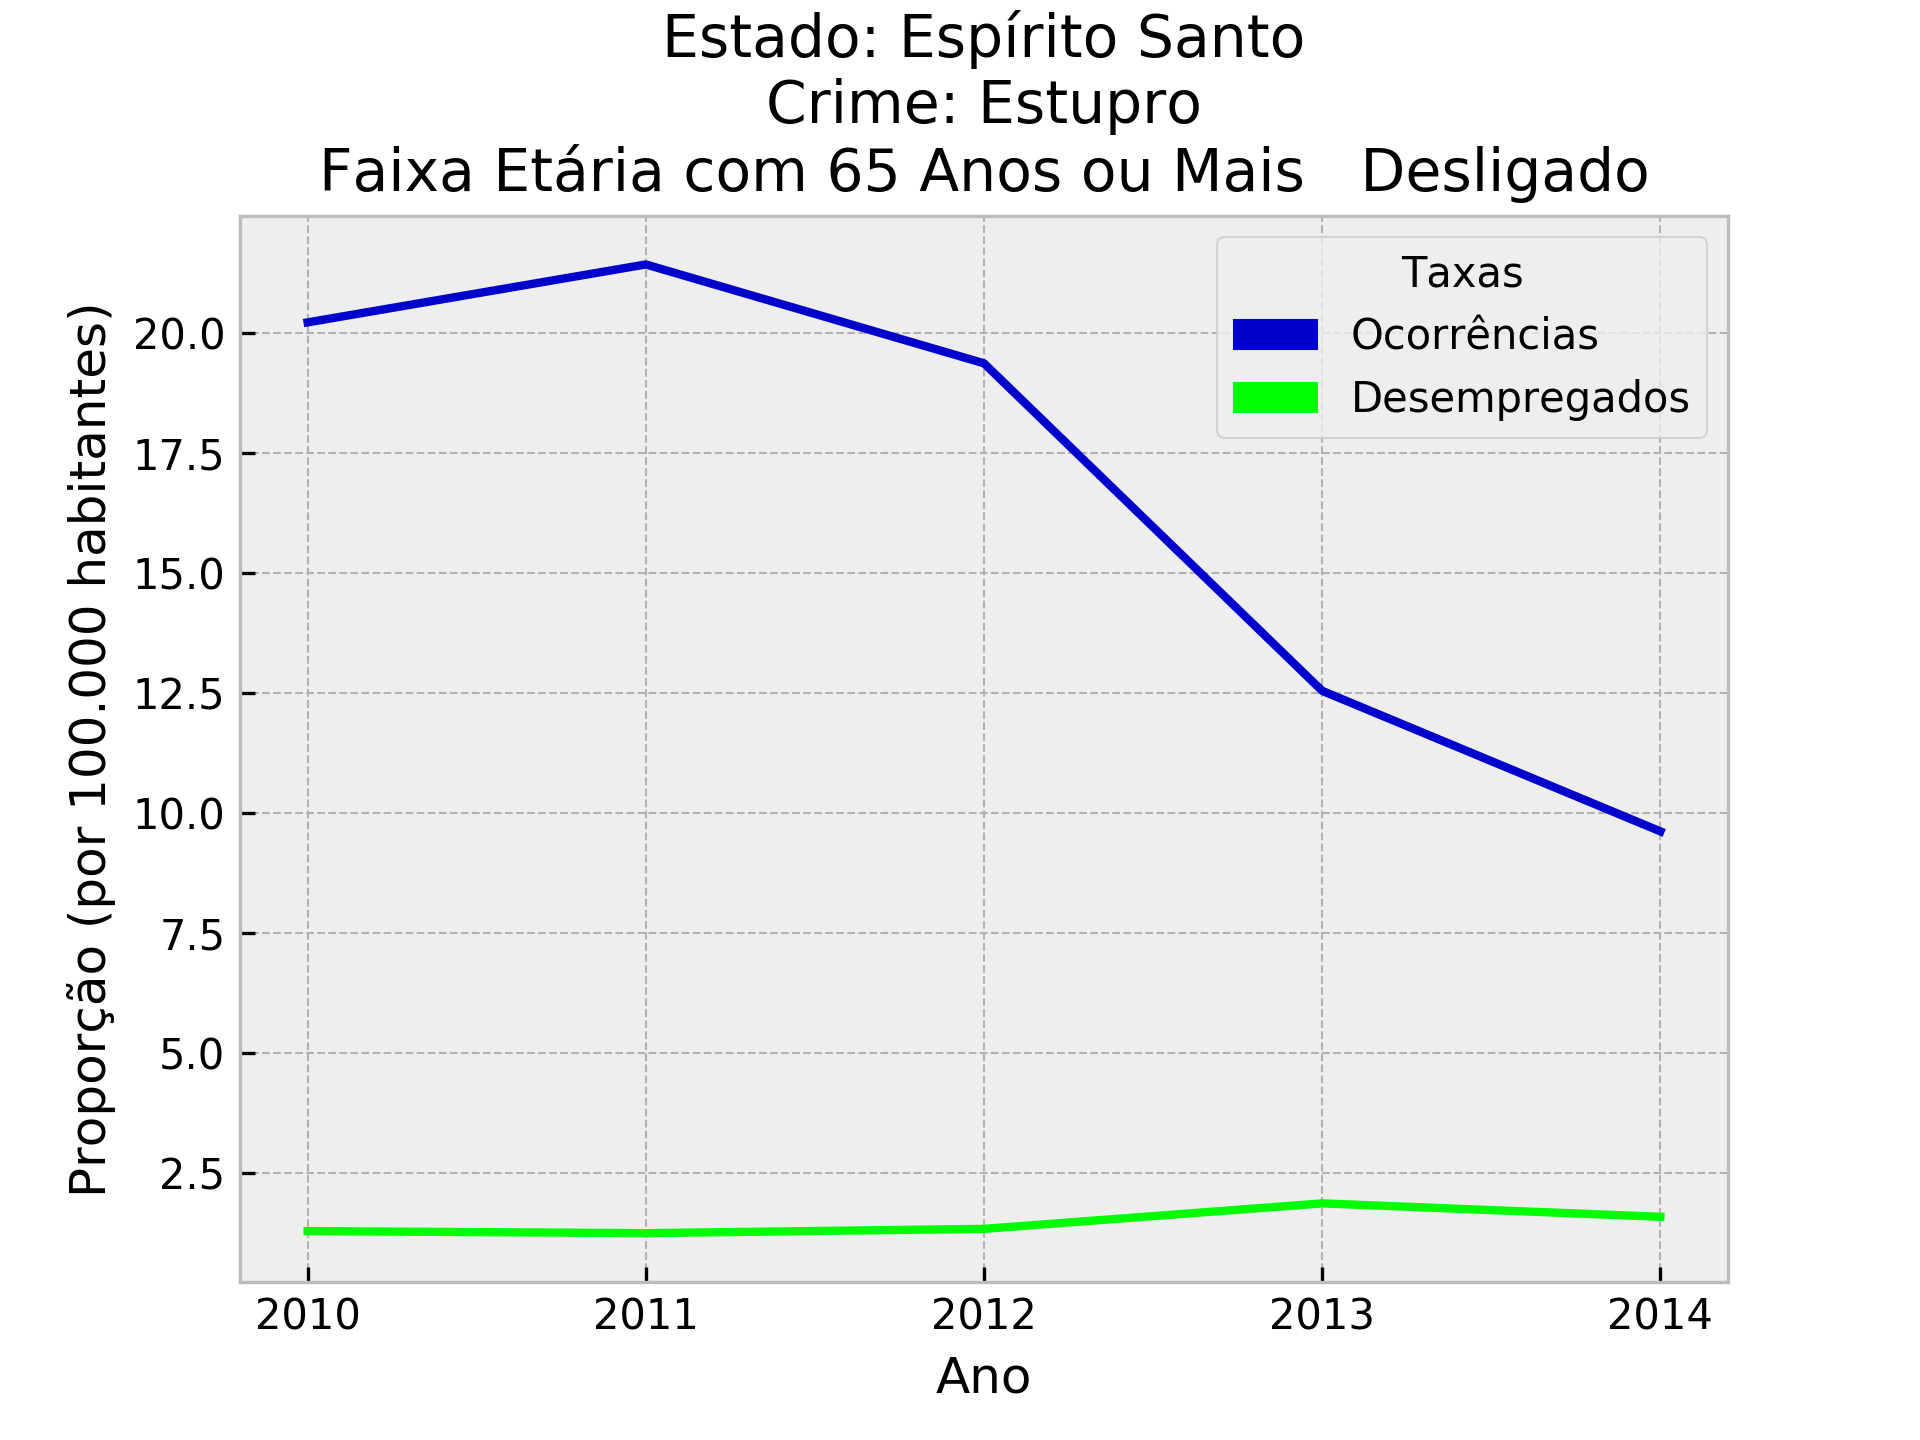 Estado: Espírito Santo
Crime: Estupro
Faixa Etária com 65 Anos ou Mais   Desligado
Taxas
Ocorrências
Desempregados
Proporção (por 100.000 habitantes)
20.0
17.5
15.0
12.5
10.0
7.5
5.0
2.5
2010 2011 2012 2013 2014
Ano